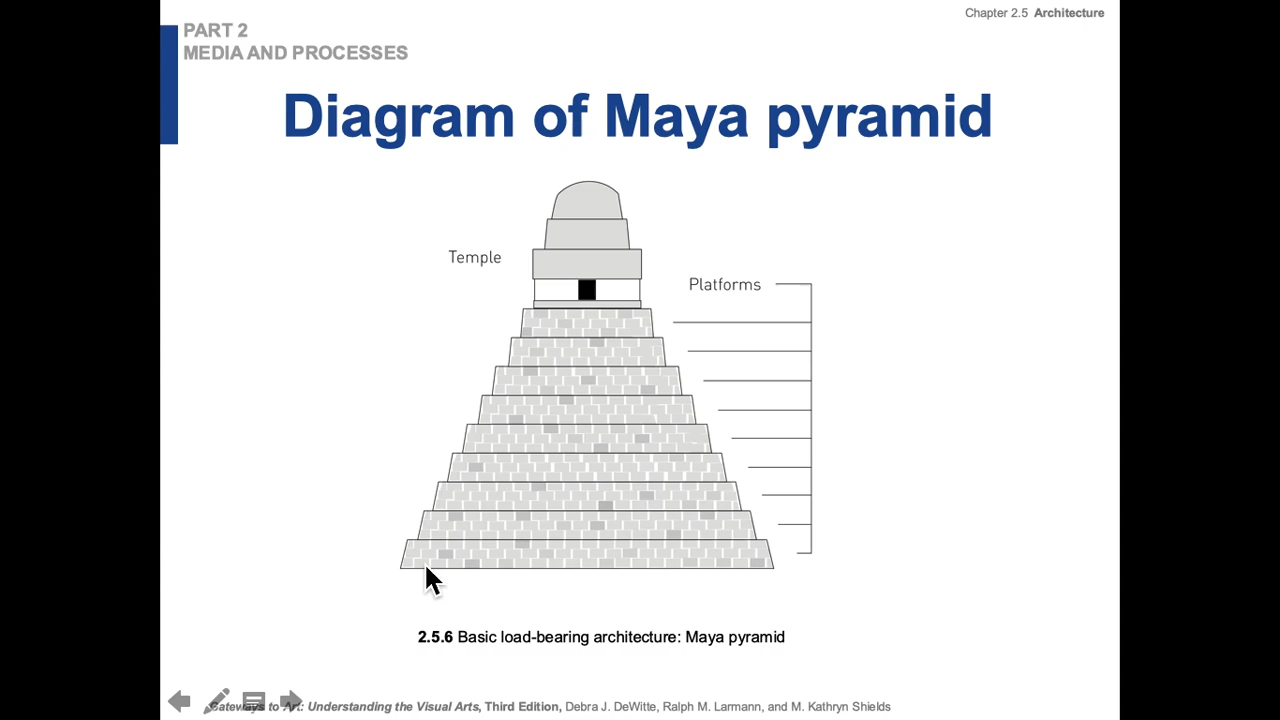 Chapter 2.5 Architecture
PART 2
MEDIA AND PROCESSES
Diagram of Maya pyramid
Temple
Platforms
2.5.6 Basic load-bearing architecture: Maya pyramid
Gateways to Art: Understanding the Visual Arts, Third Edition, Debra J. DeWitte, Ralph M. Larmann, and M. Kathryn Shields